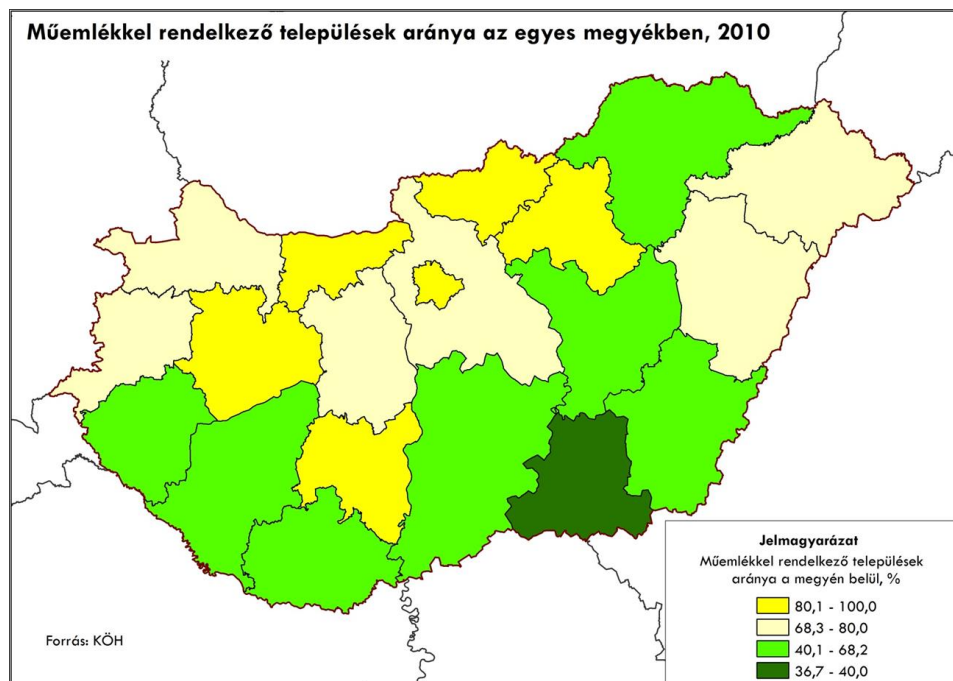 Műemlékkel rendelkező települések aránya az egyes megyékben, 2010
Jelmagyarázat
Műemlékkel rendelkező települések
aránya a megyén belül, %
80,1 - 100,0
68,3 - 80,0
40,1 - 68,2
36,7 - 40,0
Forrás: KÖH